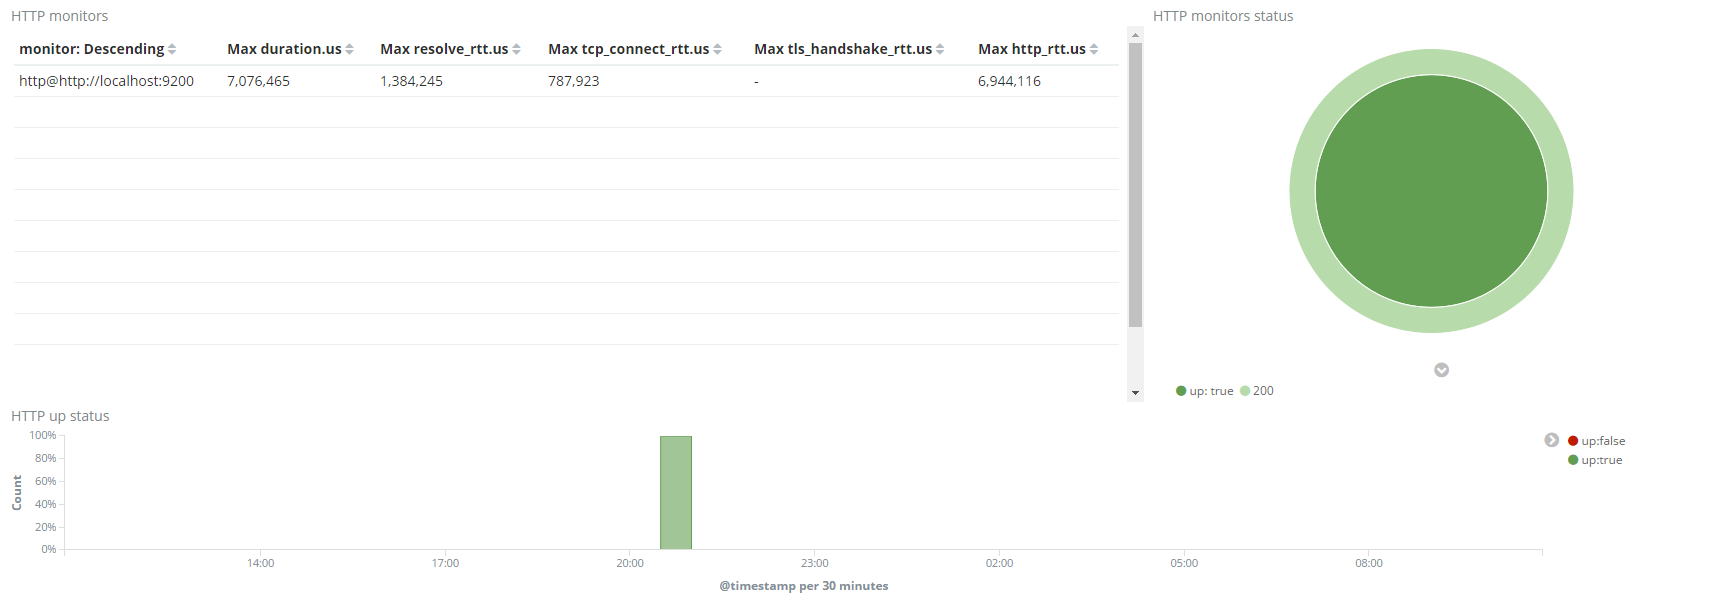 HTTP monitors
monitor: Descending Max duration.us Max resolve_rtt.us Max tcp_connect_rtt.us Max tls_handshake_rtt.us Max http_rtt.us
http@http://localhost:9200 7,076,465 1,384,245 787,923 - 6,944,116
HTTP monitors status
up: true 200
HTTP up status
100%
80%
60%
40%
20%
0%
Count
14:00 17:00 20:00 23:00 02:00 05:00 08:00
@timestamp per 30 minutes
up:false
up:true